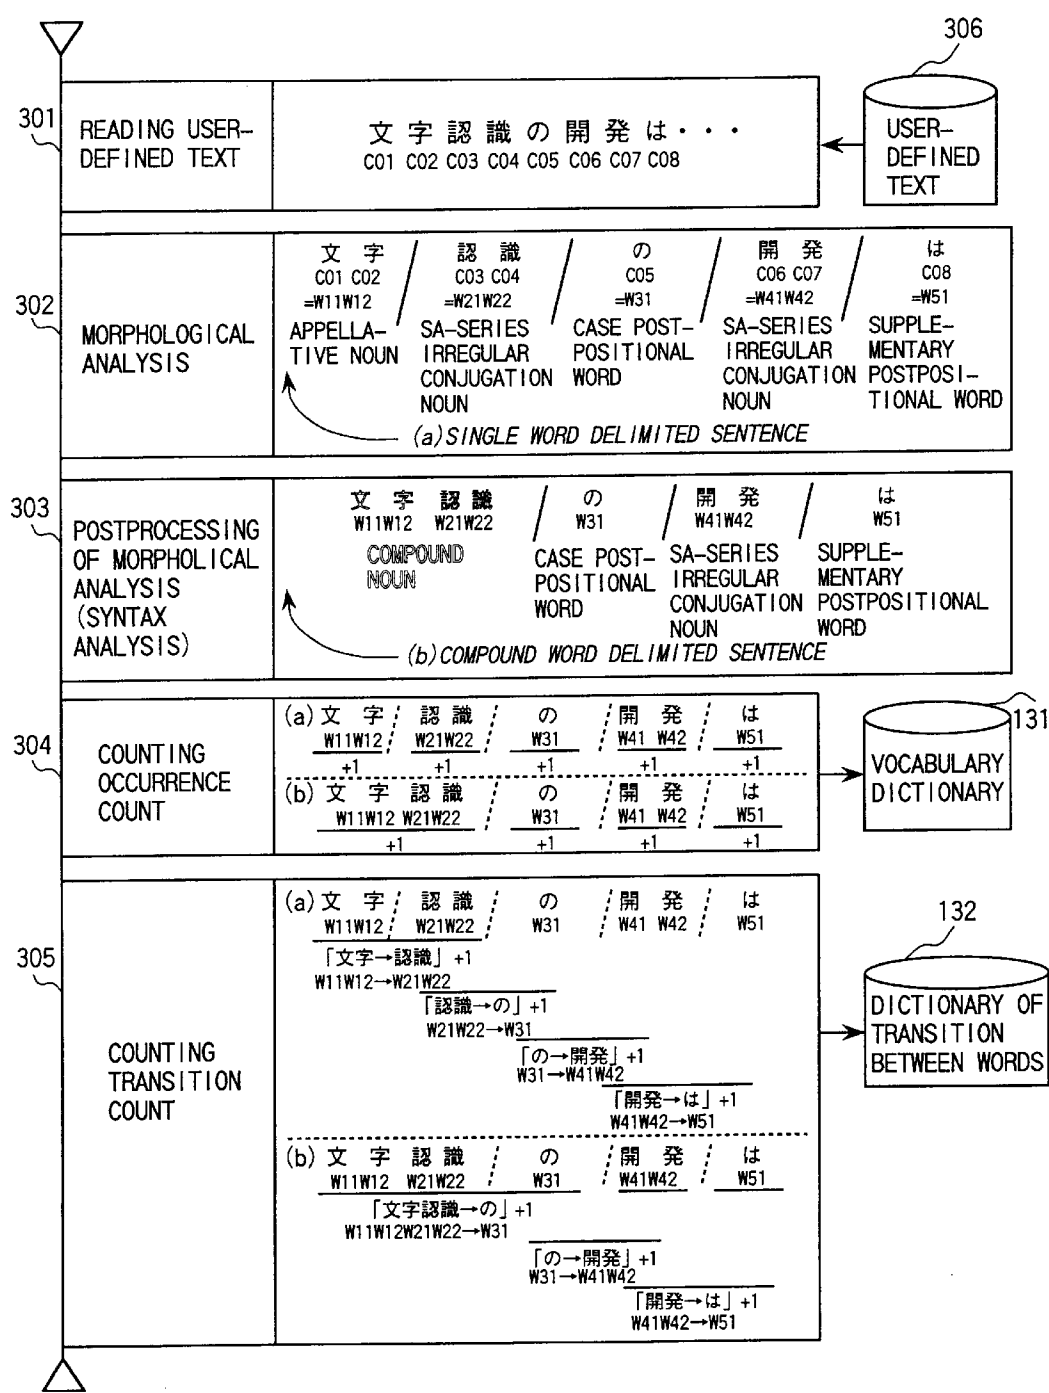 306
301
READING USER-
DEFINED TEXT
文字認識の開発は・・・
C01 C02 C03 C04 C05 C06 C07 C08
USER-
DEFINED
TEXT
302
MORPHOLOGICAL
ANALYSIS
文字 / 認識 / の / 開発 / は
C01 C02 C03 C04 C05 C06 C07 C08
=W11W12 =W21W22 =W31 =W41W42 =W51
APPELLA-
TIVE NOUN
SA-SERIES
IRREGULAR
CONJUGATION
NOUN
CASE POST-
POSITIONAL
WORD
SA-SERIES
IRREGULAR
CONJUGATION
NOUN
SUPPLE-
MENTARY
POSTPOSI-
TIONAL WORD
(a) SINGLE WORD DELIMITED SENTENCE
303
POSTPROCESSING
OF MORPHOLICAL
ANALYSIS
(SYNTAX
ANALYSIS)
文字認識 / の / 開発 / は
W11W12 W21W22 W31 W41W42 W51
COMPOUND
NOUN
CASE POST-
POSITIONAL
WORD
SA-SERIES
IRREGULAR
CONJUGATION
NOUN
SUPPLE-
MENTARY
POSTPOSITIONAL
WORD
(b) COMPOUND WORD DELIMITED SENTENCE
304
COUNTING
OCCURRENCE
COUNT
(a) 文字 / 認識 / の / 開発 / は
W11W12 W21W22 W31 W41 W42 W51
+1 +1 +1 +1 +1
(b) 文字認識 / の / 開発 / は
W11W12 W21W22 W31 W41 W42 W51
+1 +1 +1 +1
131
VOCABULARY
DICTIONARY
305
COUNTING
TRANSITION
COUNT
(a) 文字 / 認識 / の / 開発 / は
W11W12 W21W22 W31 W41 W42 W51
「文字→認識」+1
W11W12→W21W22
「認識→の」+1
W21W22→W31
「の→開発」+1
W31→W41W42
「開発→は」+1
W41W42→W51
(b) 文字認識 / の / 開発 / は
W11W12 W21W22 W31 W41W42 W51
「文字認識→の」+1
W11W12W21W22→W31
「の→開発」+1
W31→W41W42
「開発→は」+1
W41W42→W51
132
DICTIONARY OF
TRANSITION
BETWEEN WORDS